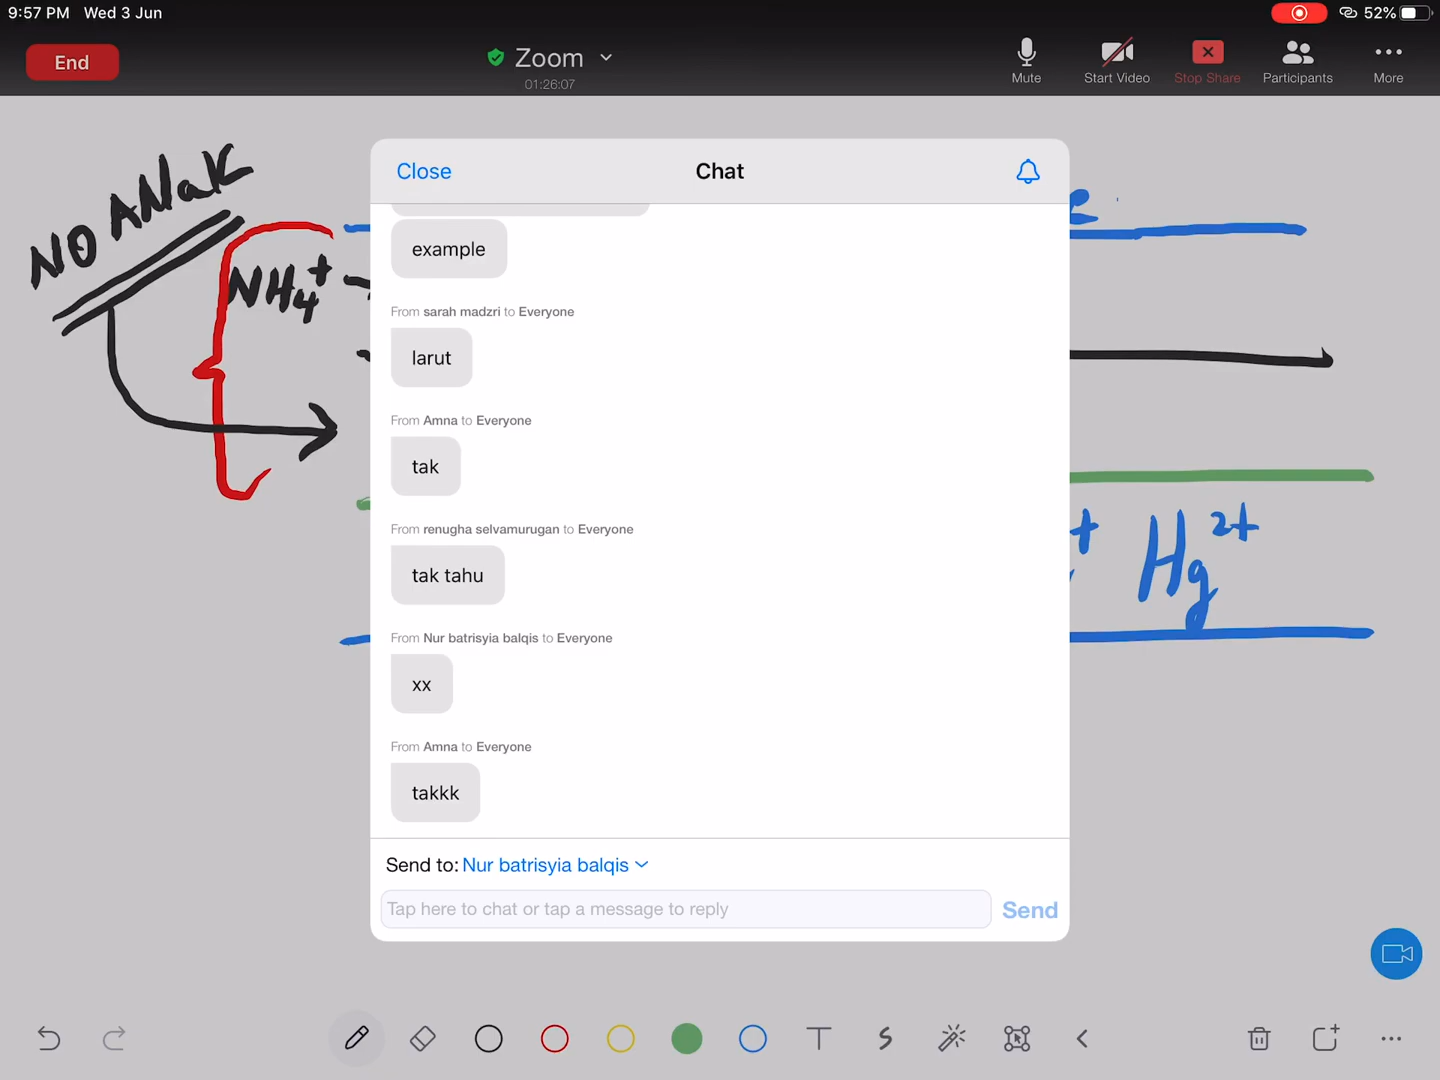 9:57 PM Wed 3 Jun
52%
End
Zoom
01:26:07
Mute
Start Video
Stop Share
Participants
More
Close
Chat
example
From sarah madzri to Everyone
larut
From Amna to Everyone
tak
From renugha selvamurugan to Everyone
tak tahu
From Nur batrisyia balqis to Everyone
xx
From Amna to Everyone
takkk
Send to: Nur batrisyia balqis
Tap here to chat or tap a message to reply
Send
NO ANaK
NH₄⁺
Hg²⁺
T